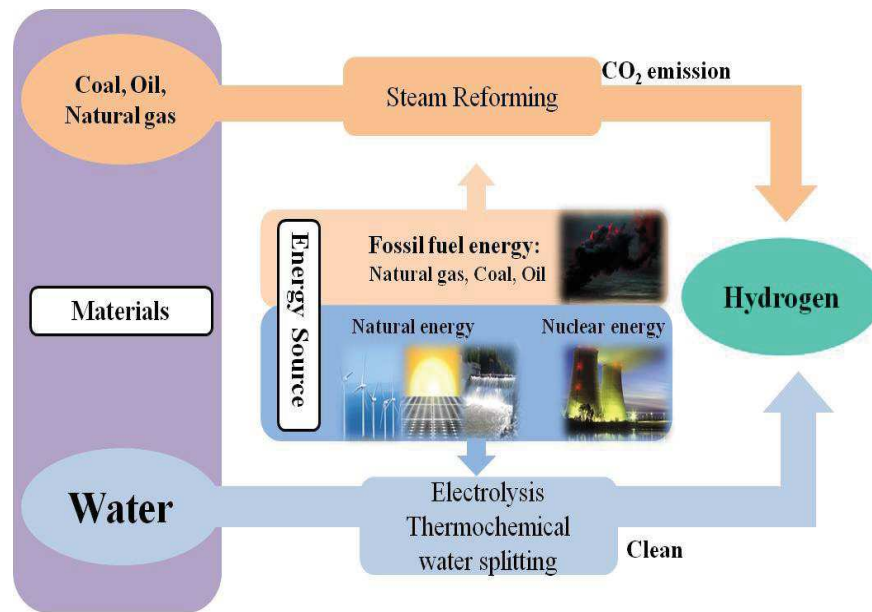 Coal, Oil,
Natural gas
Steam Reforming
CO₂ emission
Energy Source
Fossil fuel energy:
Natural gas, Coal, Oil
Materials
Natural energy
Nuclear energy
Hydrogen
Water
Electrolysis
Thermochemical
water splitting
Clean